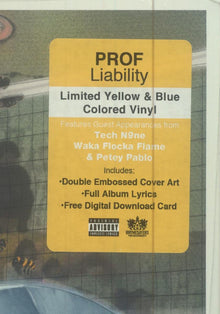 PROF
Liability
Limited Yellow & Blue
Colored Vinyl
Features Guest Appearances from
Tech N9ne
Waka Flocka Flame
& Petey Pablo
Includes:
•Double Embossed Cover Art
•Full Album Lyrics
•Free Digital Download Card
PARENTAL
ADVISORY
EXPLICIT LYRICS